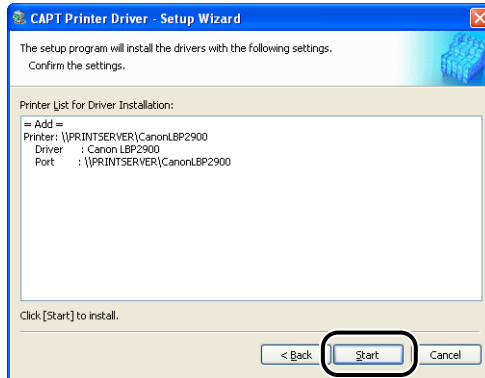 CAPT Printer Driver - Setup Wizard
The setup program will install the drivers with the following settings.
Confirm the settings.
Printer List for Driver Installation:
= Add =
Printer: \\PRINTSERVER\CanonLBP2900
Driver : Canon LBP2900
Port : \\PRINTSERVER\CanonLBP2900
Click [Start] to install.
< Back Start Cancel